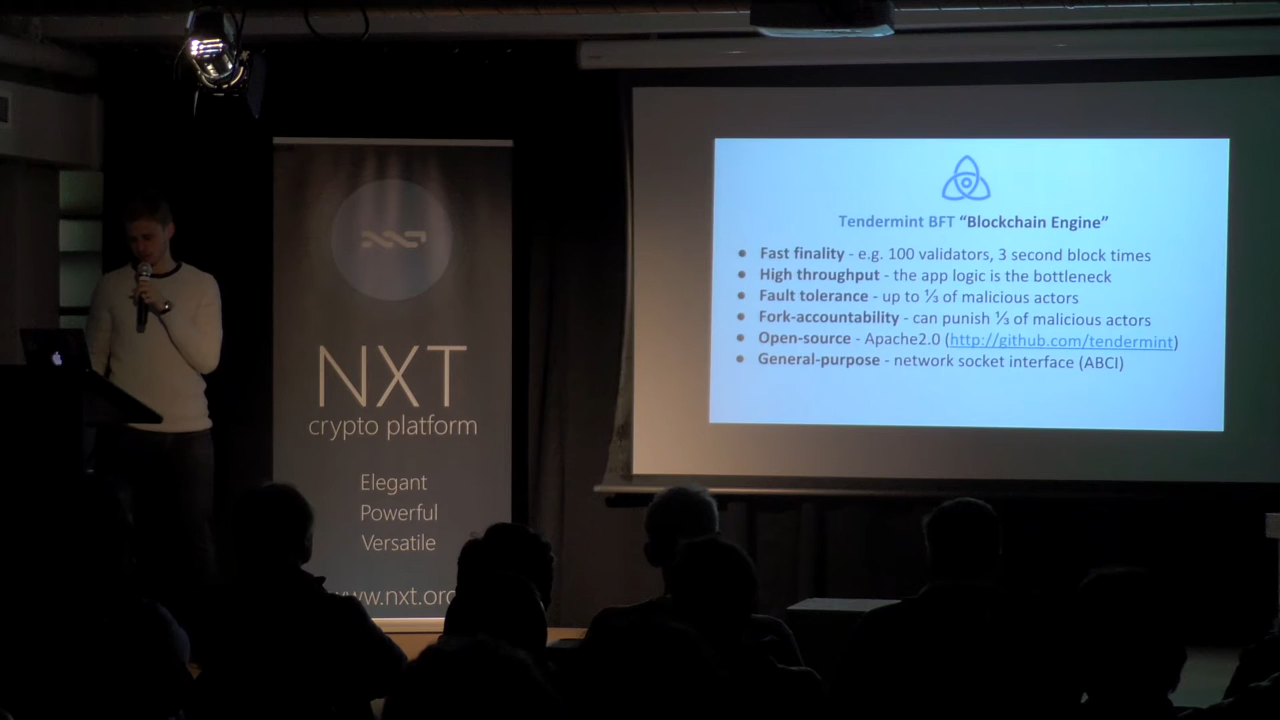 NXT
crypto platform
Elegant
Powerful
Versatile
www.nxt.org
Tendermint BFT “Blockchain Engine”
● Fast finality - e.g. 100 validators, 3 second block times
● High throughput - the app logic is the bottleneck
● Fault tolerance - up to ⅓ of malicious actors
● Fork-accountability - can punish ⅓ of malicious actors
● Open-source - Apache2.0 (http://github.com/tendermint)
● General-purpose - network socket interface (ABCI)